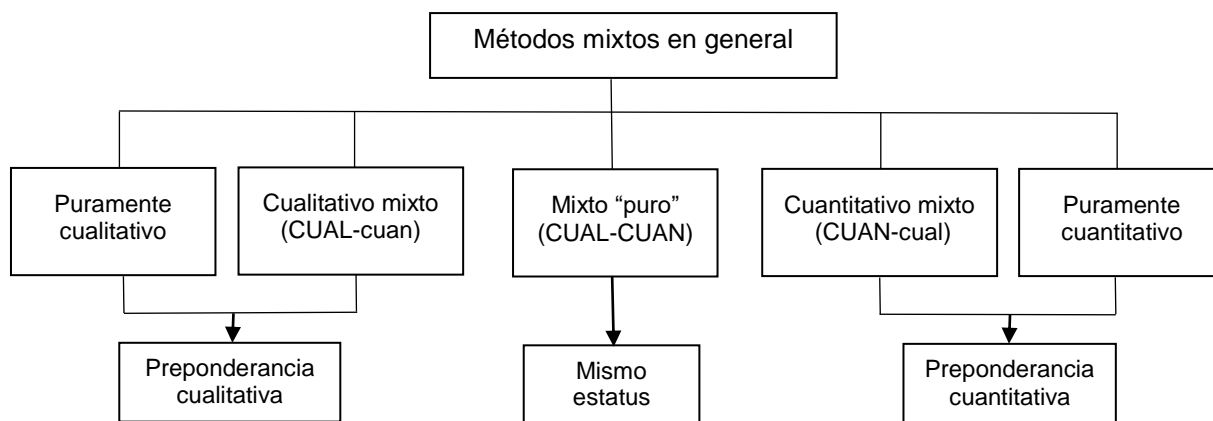 Métodos mixtos en general
Puramente
cualitativo
Cualitativo mixto
(CUAL-cuan)
Mixto “puro”
(CUAL-CUAN)
Cuantitativo mixto
(CUAN-cual)
Puramente
cuantitativo
Preponderancia
cualitativa
Mismo
estatus
Preponderancia
cuantitativa